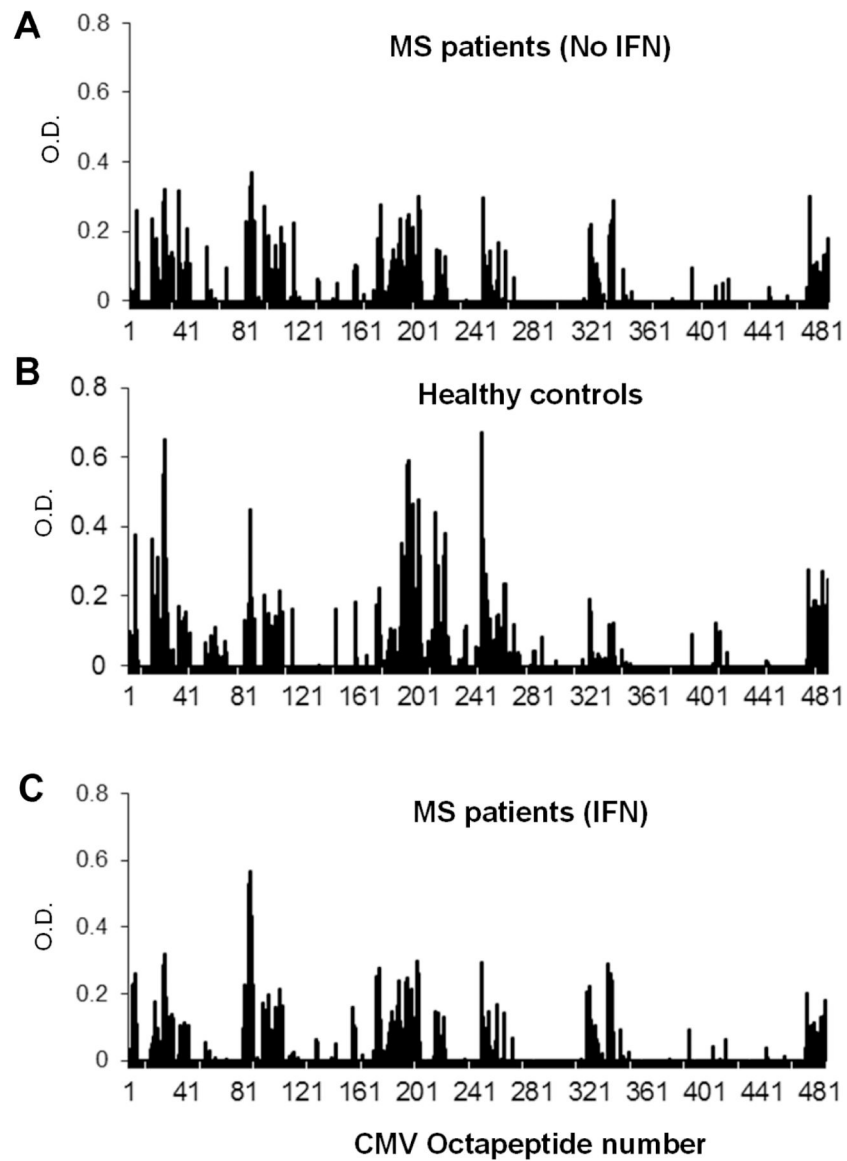 A
MS patients (No IFN)
O.D.
0.8
0.6
0.4
0.2
0
1 41 81 121 161 201 241 281 321 361 401 441 481
B
Healthy controls
O.D.
0.8
0.6
0.4
0.2
0
1 41 81 121 161 201 241 281 321 361 401 441 481
C
MS patients (IFN)
O.D.
0.8
0.6
0.4
0.2
0
1 41 81 121 161 201 241 281 321 361 401 441 481
CMV Octapeptide number